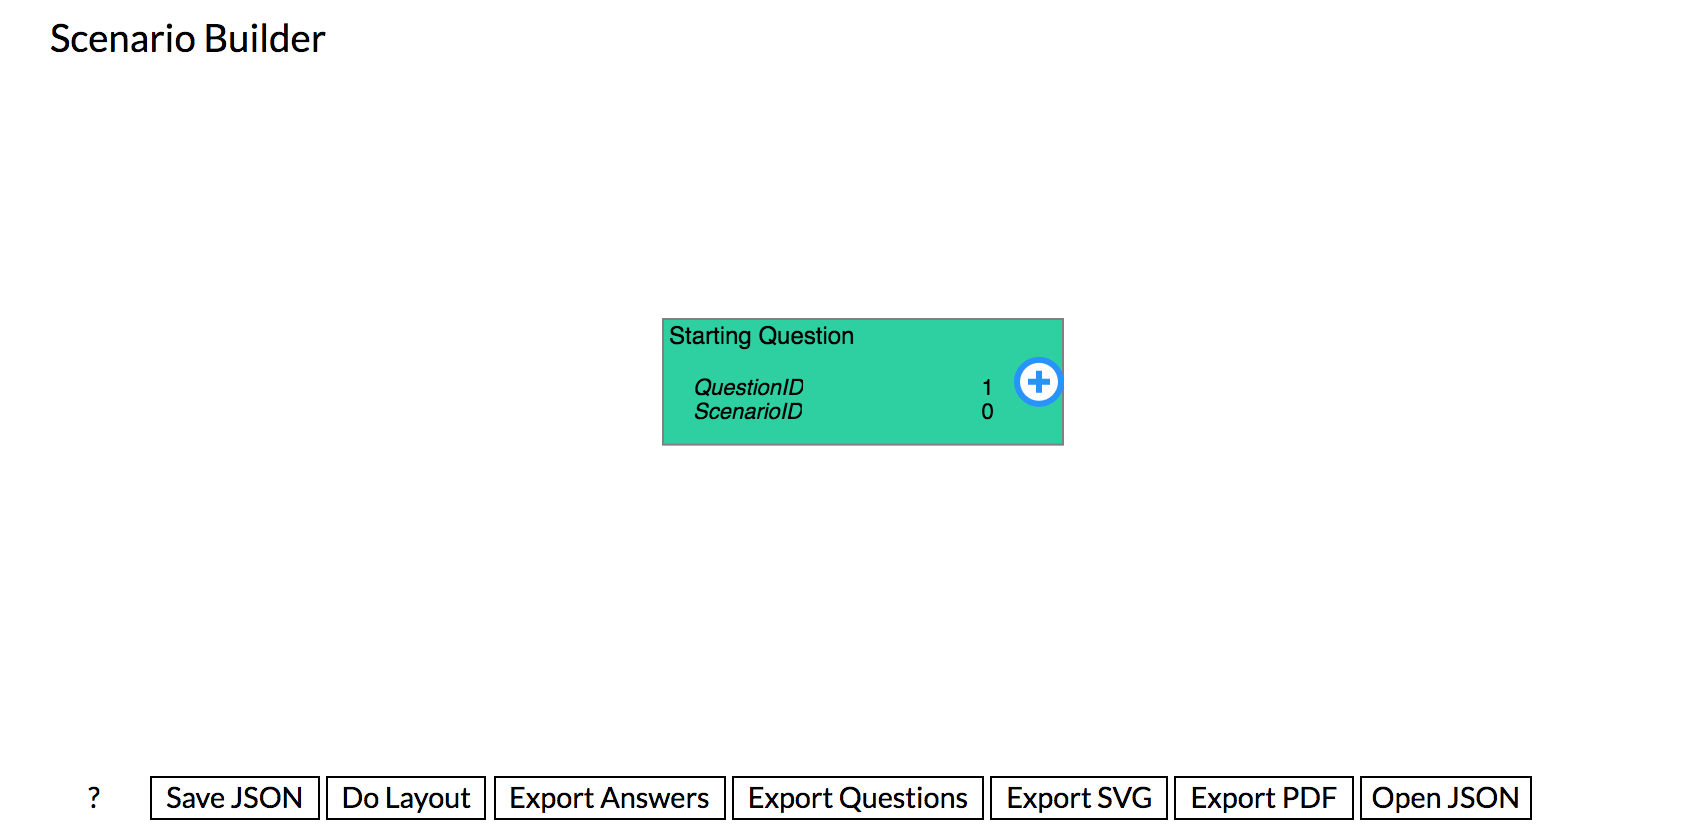 Scenario Builder
Starting Question
QuestionID 1
ScenarioID 0
? Save JSON Do Layout Export Answers Export Questions Export SVG Export PDF Open JSON